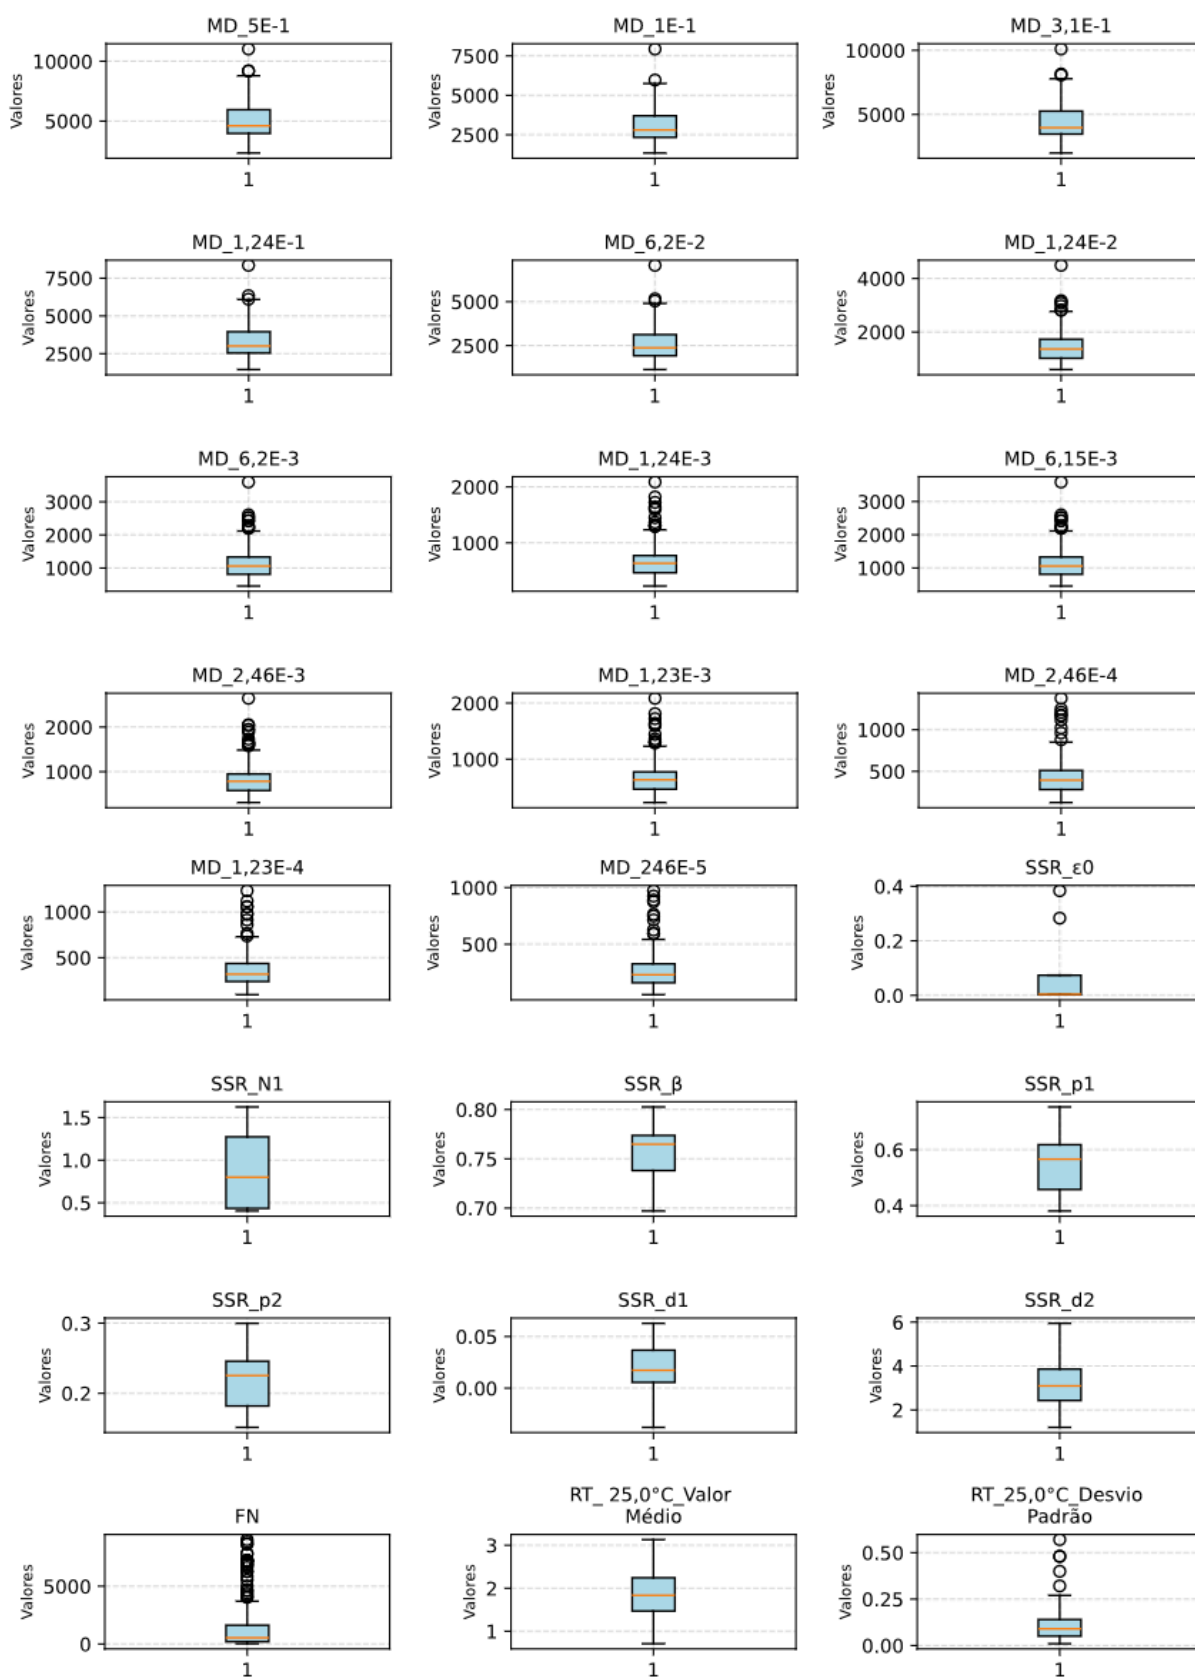 MD_5E-1
MD_1E-1
MD_3,1E-1
Valores
10000
5000
1
Valores
7500
5000
2500
1
Valores
10000
5000
1
MD_1,24E-1
MD_6,2E-2
MD_1,24E-2
Valores
7500
5000
2500
1
Valores
5000
2500
1
Valores
4000
2000
1
MD_6,2E-3
MD_1,24E-3
MD_6,15E-3
Valores
3000
2000
1000
1
Valores
2000
1000
1
Valores
3000
2000
1000
1
MD_2,46E-3
MD_1,23E-3
MD_2,46E-4
Valores
2000
1000
1
Valores
2000
1000
1
Valores
1000
500
1
MD_1,23E-4
MD_246E-5
SSR_ε0
Valores
1000
500
1
Valores
1000
500
1
Valores
0.4
0.2
0.0
1
SSR_N1
SSR_β
SSR_p1
Valores
1.5
1.0
0.5
1
Valores
0.80
0.75
0.70
1
Valores
0.6
0.4
1
SSR_p2
SSR_d1
SSR_d2
Valores
0.3
0.2
1
Valores
0.05
0.00
1
Valores
6
4
2
1
FN
RT_ 25,0°C_Valor
Médio
RT_25,0°C_Desvio
Padrão
Valores
5000
0
1
Valores
3
2
1
1
Valores
0.50
0.25
0.00
1